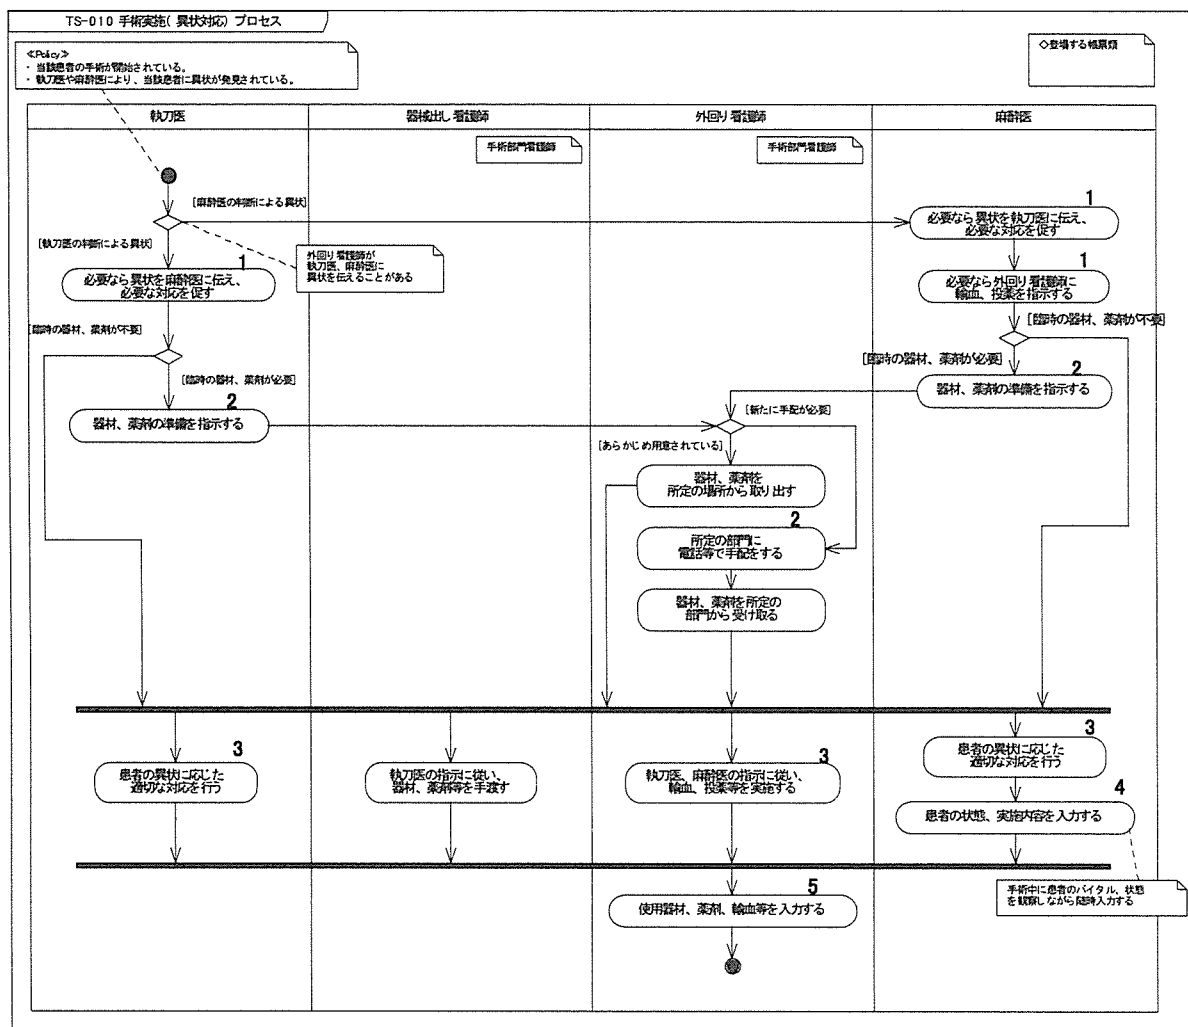 TS-010 手術実施(異状対応) プロセス
≪Policy≫
・ 当該患者の手術が開始されている。
・ 執刀医や麻酔医により、当該患者に異状が発見されている。
◇登場する帳票類
執刀医
器械出し看護師
外回り看護師
麻酔医
手術部門看護師
手術部門看護師
[麻酔医の判断による異状]
1
必要なら異状を執刀医に伝え、
必要な対応を促す
[執刀医の判断による異状]
外回り看護師が
執刀医、麻酔医に
異状を伝えることがある
1
必要なら異状を麻酔医に伝え、
必要な対応を促す
1
必要なら外回り看護師に
輸血、投薬を指示する
[臨時の器材、薬剤が不要]
[臨時の器材、薬剤が不要]
[臨時の器材、薬剤が必要]
[臨時の器材、薬剤が必要]
2
器材、薬剤の準備を指示する
2
器材、薬剤の準備を指示する
[新たに手配が必要]
[あらかじめ用意されている]
器材、薬剤を
所定の場所から取り出す
2
所定の部門に
電話等で手配をする
器材、薬剤を所定の
部門から受け取る
3
患者の異状に応じた
適切な対応を行う
執刀医の指示に従い、
器材、薬剤等を手渡す
3
執刀医、麻酔医の指示に従い、
輸血、投薬等を実施する
3
患者の異状に応じた
適切な対応を行う
4
患者の状態、実施内容を入力する
5
使用器材、薬剤、輸血等を入力する
手術中に患者のバイタル、状態
を観察しながら随時入力する